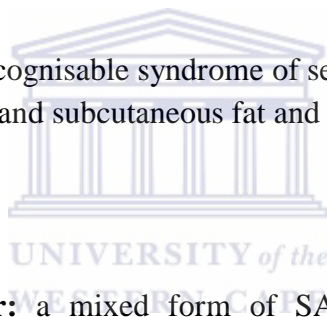 cognisable syndrome of se
and subcutaneous fat and
UNIVERSITY of the
r: a mixed form of SA
WESTERN CAPE